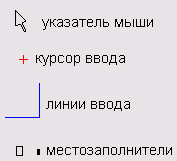 указатель мыши
курсор ввода
линии ввода
местозаполнители